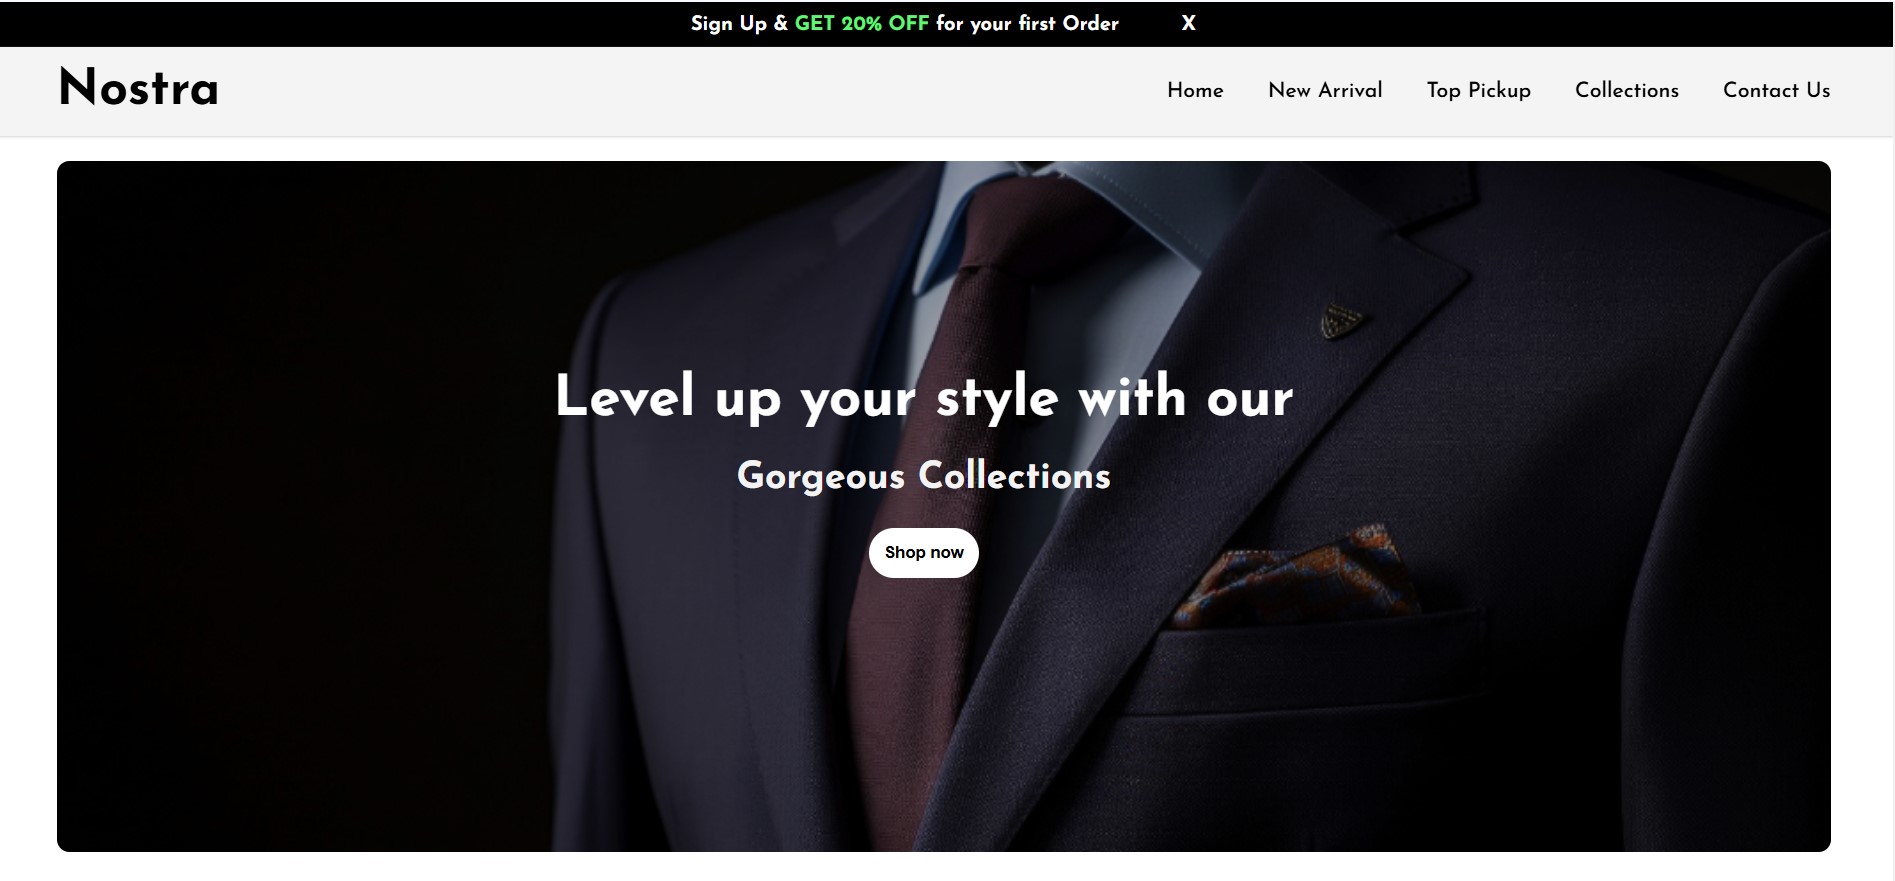 Sign Up & GET 20% OFF for your first Order X
Nostra
Home New Arrival Top Pickup Collections Contact Us
Level up your style with our
Gorgeous Collections
Shop now